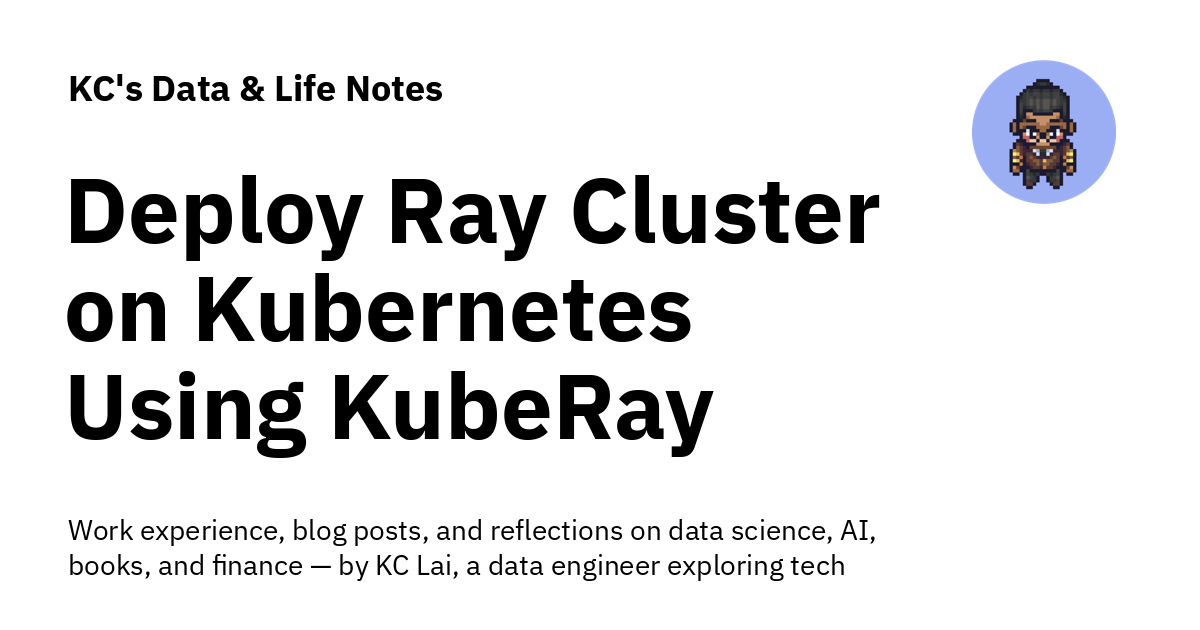 KC's Data & Life Notes
Deploy Ray Cluster
on Kubernetes
Using KubeRay
Work experience, blog posts, and reflections on data science, AI,
books, and finance — by KC Lai, a data engineer exploring tech